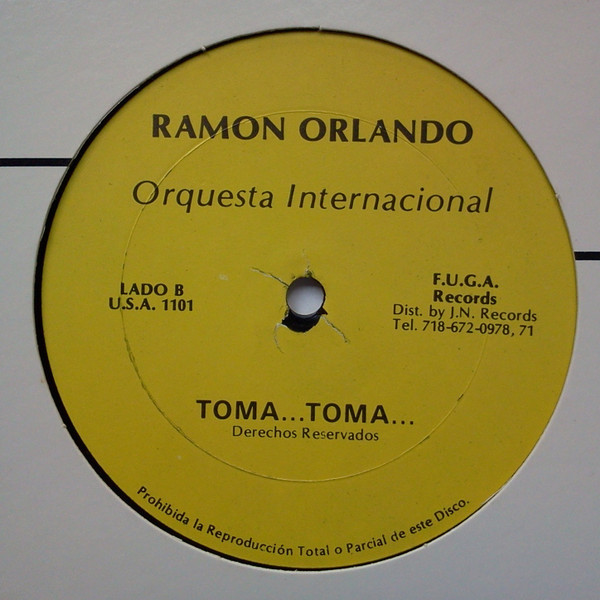 RAMON ORLANDO
Orquesta Internacional
LADO B
U.S.A. 1101
F.U.G.A.
Records
Dist. by J.N. Records
Tel. 718-672-0978, 71
TOMA...TOMA...
Derechos Reservados
Prohibida la Reproducción Total o Parcial de este Disco.